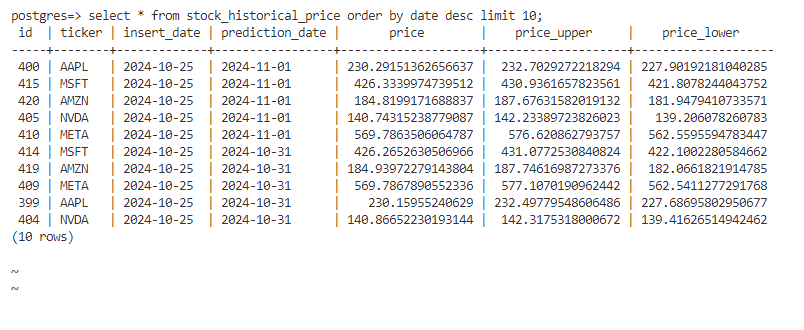 postgres=> select * from stock_historical_price order by date desc limit 10;
id | ticker | insert_date | prediction_date | price | price_upper | price_lower
-----+--------+-------------+-----------------+------------------+------------------+-------------------
400 | AAPL | 2024-10-25 | 2024-11-01 | 230.29151362656637 | 232.7029272218294 | 227.90192181040285
415 | MSFT | 2024-10-25 | 2024-11-01 | 426.3339974739512 | 430.9361657823561 | 421.8078244043752
420 | AMZN | 2024-10-25 | 2024-11-01 | 184.8199171688837 | 187.67631582019132 | 181.9479410733571
405 | NVDA | 2024-10-25 | 2024-11-01 | 140.74315238779087 | 142.23389723826023 | 139.206078260783
410 | META | 2024-10-25 | 2024-11-01 | 569.7863506064787 | 576.620862793757 | 562.5595594783447
414 | MSFT | 2024-10-25 | 2024-10-31 | 426.2652630506966 | 431.0772530840824 | 422.1002280584662
419 | AMZN | 2024-10-25 | 2024-10-31 | 184.93972279143804 | 187.74616987273376 | 182.0661821914785
409 | META | 2024-10-25 | 2024-10-31 | 569.7867890552336 | 577.1070190962442 | 562.5411277291768
399 | AAPL | 2024-10-25 | 2024-10-31 | 230.15955240629 | 232.49779548606486 | 227.68695802950677
404 | NVDA | 2024-10-25 | 2024-10-31 | 140.86652230193144 | 142.3175318000672 | 139.41626514942462
(10 rows)
~
~